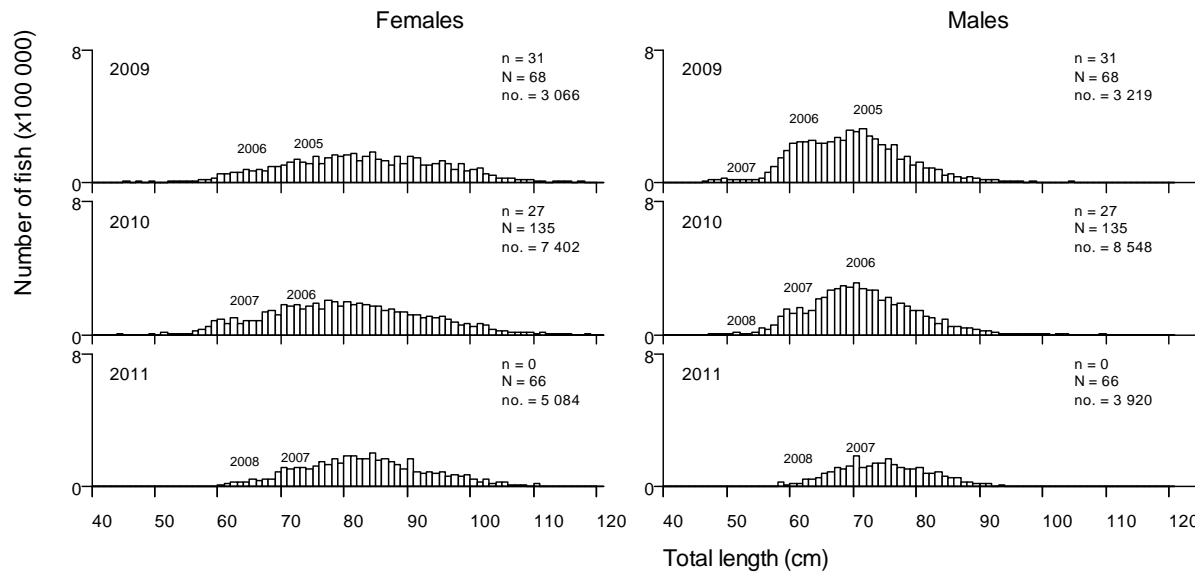 Females
Males
Number of fish (x100 000)
8
0
2009
n = 31
N = 68
no. = 3 066
2006
2005
8
0
2009
n = 31
N = 68
no. = 3 219
2007
2006
2005
8
0
2010
n = 27
N = 135
no. = 7 402
2007
2006
8
0
2010
n = 27
N = 135
no. = 8 548
2008
2007
2006
8
0
2011
n = 0
N = 66
no. = 5 084
2008
2007
8
0
2011
n = 0
N = 66
no. = 3 920
2008
2007
40 50 60 70 80 90 100 110 120
40 50 60 70 80 90 100 110 120
Total length (cm)